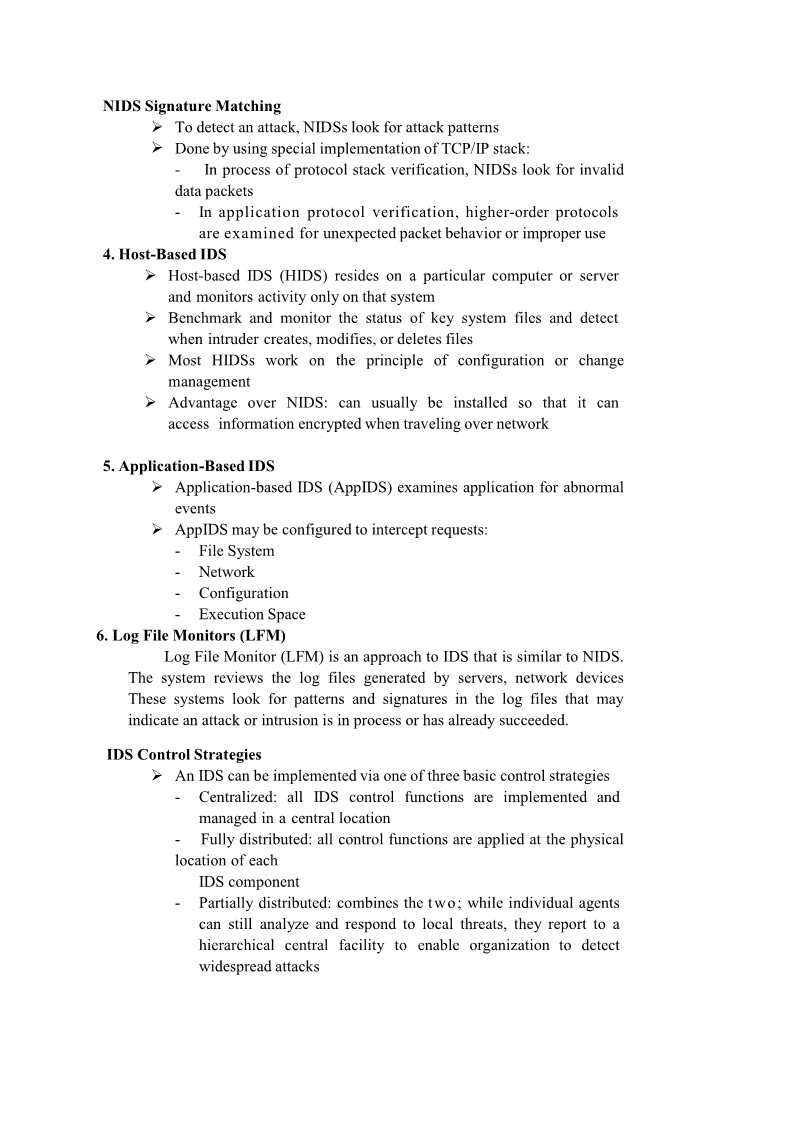 NIDS Signature Matching
➢ To detect an attack, NIDSs look for attack patterns
➢ Done by using special implementation of TCP/IP stack:
- In process of protocol stack verification, NIDSs look for invalid
data packets
- In application protocol verification, higher-order protocols
are examined for unexpected packet behavior or improper use
4. Host-Based IDS
➢ Host-based IDS (HIDS) resides on a particular computer or server
and monitors activity only on that system
➢ Benchmark and monitor the status of key system files and detect
when intruder creates, modifies, or deletes files
➢ Most HIDSs work on the principle of configuration or change
management
➢ Advantage over NIDS: can usually be installed so that it can
access information encrypted when traveling over network
5. Application-Based IDS
➢ Application-based IDS (AppIDS) examines application for abnormal
events
➢ AppIDS may be configured to intercept requests:
- File System
- Network
- Configuration
- Execution Space
6. Log File Monitors (LFM)
Log File Monitor (LFM) is an approach to IDS that is similar to NIDS.
The system reviews the log files generated by servers, network devices
These systems look for patterns and signatures in the log files that may
indicate an attack or intrusion is in process or has already succeeded.
IDS Control Strategies
➢ An IDS can be implemented via one of three basic control strategies
- Centralized: all IDS control functions are implemented and
managed in a central location
- Fully distributed: all control functions are applied at the physical
location of each
IDS component
- Partially distributed: combines the two; while individual agents
can still analyze and respond to local threats, they report to a
hierarchical central facility to enable organization to detect
widespread attacks